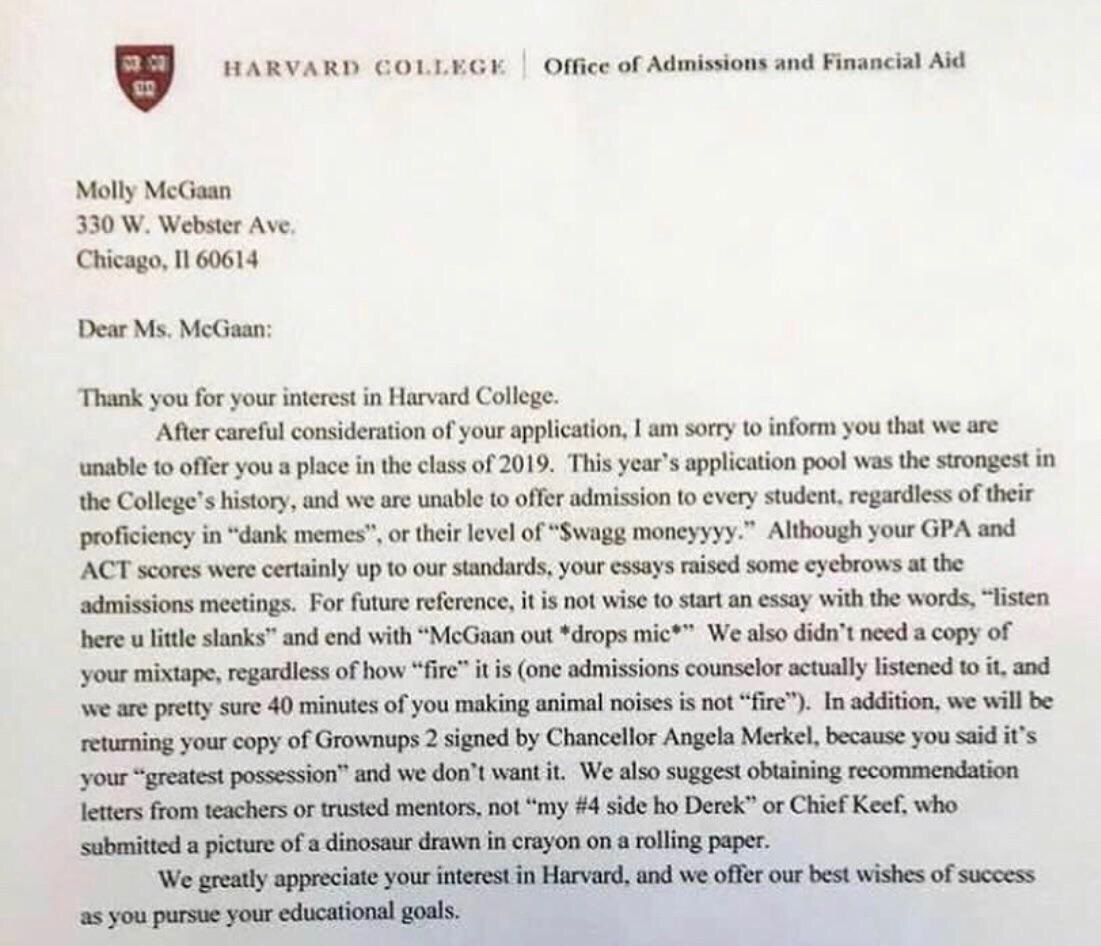 HARVARD COLLEGE | Office of Admissions and Financial Aid
Molly McGaan
330 W. Webster Ave.
Chicago, Il 60614
Dear Ms. McGaan:
Thank you for your interest in Harvard College.
After careful consideration of your application, I am sorry to inform you that we are
unable to offer you a place in the class of 2019.  This year's application pool was the strongest in
the College's history, and we are unable to offer admission to every student, regardless of their
proficiency in “dank memes”, or their level of “$wagg moneyyyy.”  Although your GPA and
ACT scores were certainly up to our standards, your essays raised some eyebrows at the
admissions meetings.  For future reference, it is not wise to start an essay with the words, “listen
here u little slanks” and end with “McGaan out *drops mic*”  We also didn't need a copy of
your mixtape, regardless of how “fire” it is (one admissions counselor actually listened to it, and
we are pretty sure 40 minutes of you making animal noises is not “fire”).  In addition, we will be
returning your copy of Grownups 2 signed by Chancellor Angela Merkel, because you said it's
your “greatest possession” and we don't want it.  We also suggest obtaining recommendation
letters from teachers or trusted mentors, not “my #4 side ho Derek” or Chief Keef, who
submitted a picture of a dinosaur drawn in crayon on a rolling paper.
We greatly appreciate your interest in Harvard, and we offer our best wishes of success
as you pursue your educational goals.